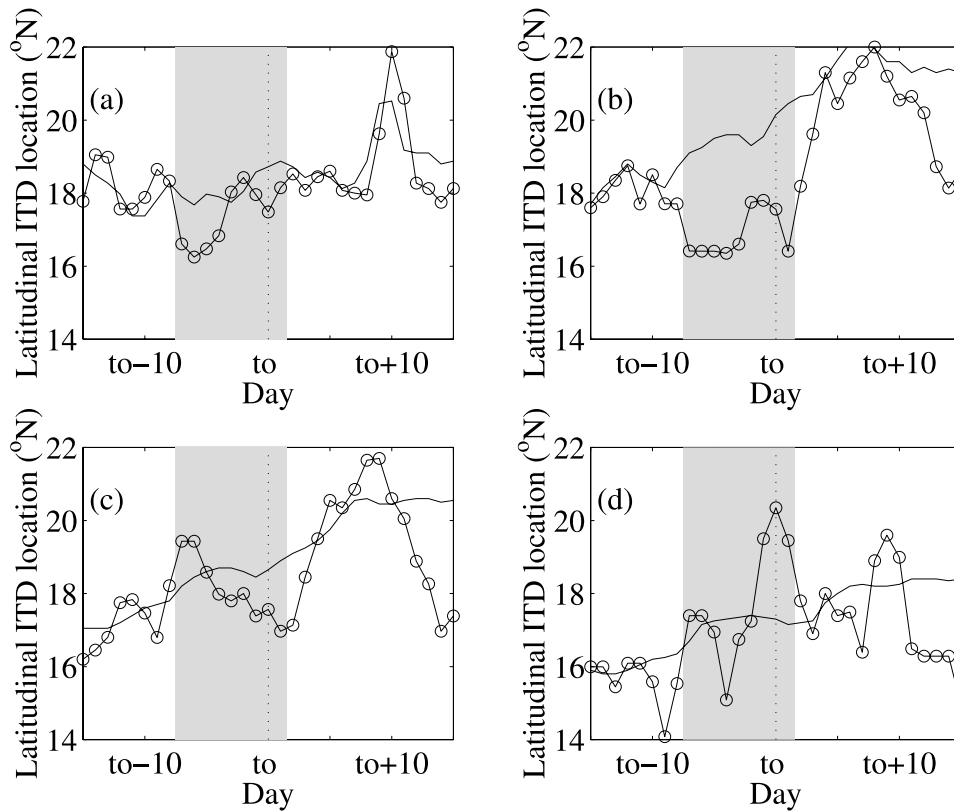 Latitudinal ITD location (°N)
22
20
18
16
14
(a)
to−10
to
to+10
Day
Latitudinal ITD location (°N)
22
20
18
16
14
(b)
to−10
to
to+10
Day
Latitudinal ITD location (°N)
22
20
18
16
14
(c)
to−10
to
to+10
Day
Latitudinal ITD location (°N)
22
20
18
16
14
(d)
to−10
to
to+10
Day